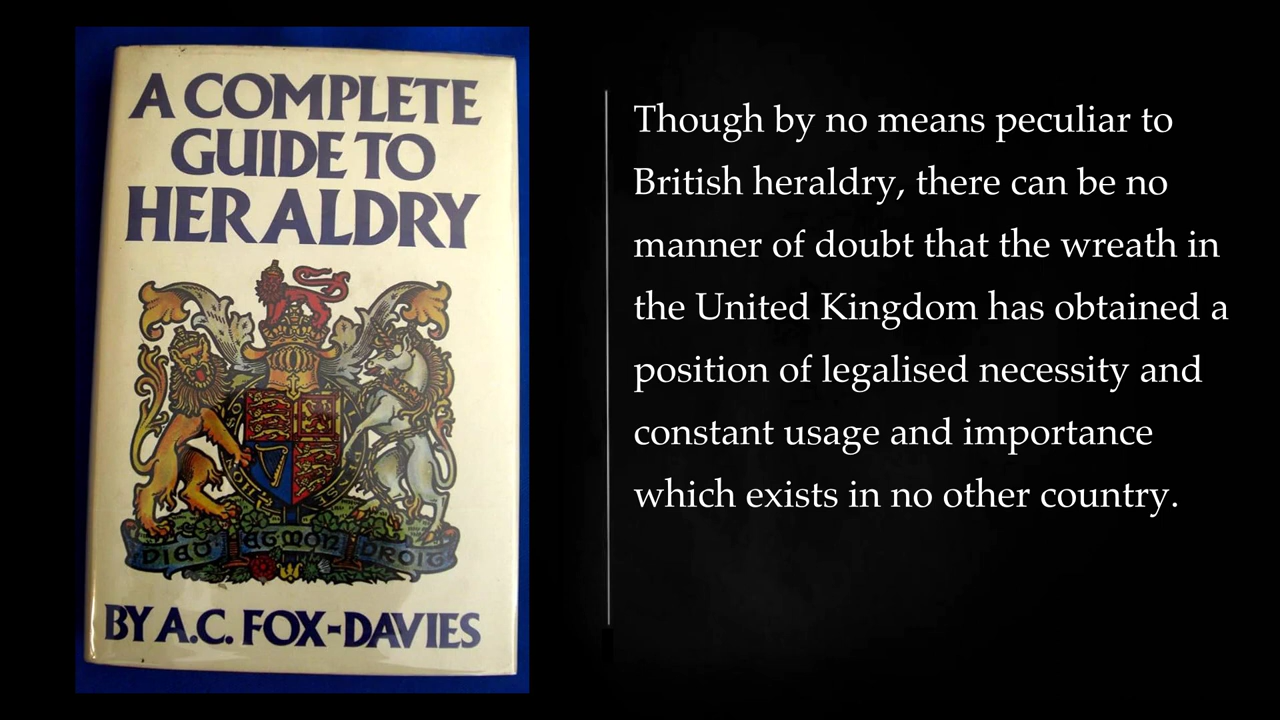 A COMPLETE
GUIDE TO
HERALDRY
DIEU ET MON DROIT
BY A.C. FOX-DAVIES
Though by no means peculiar to
British heraldry, there can be no
manner of doubt that the wreath in
the United Kingdom has obtained a
position of legalised necessity and
constant usage and importance
which exists in no other country.